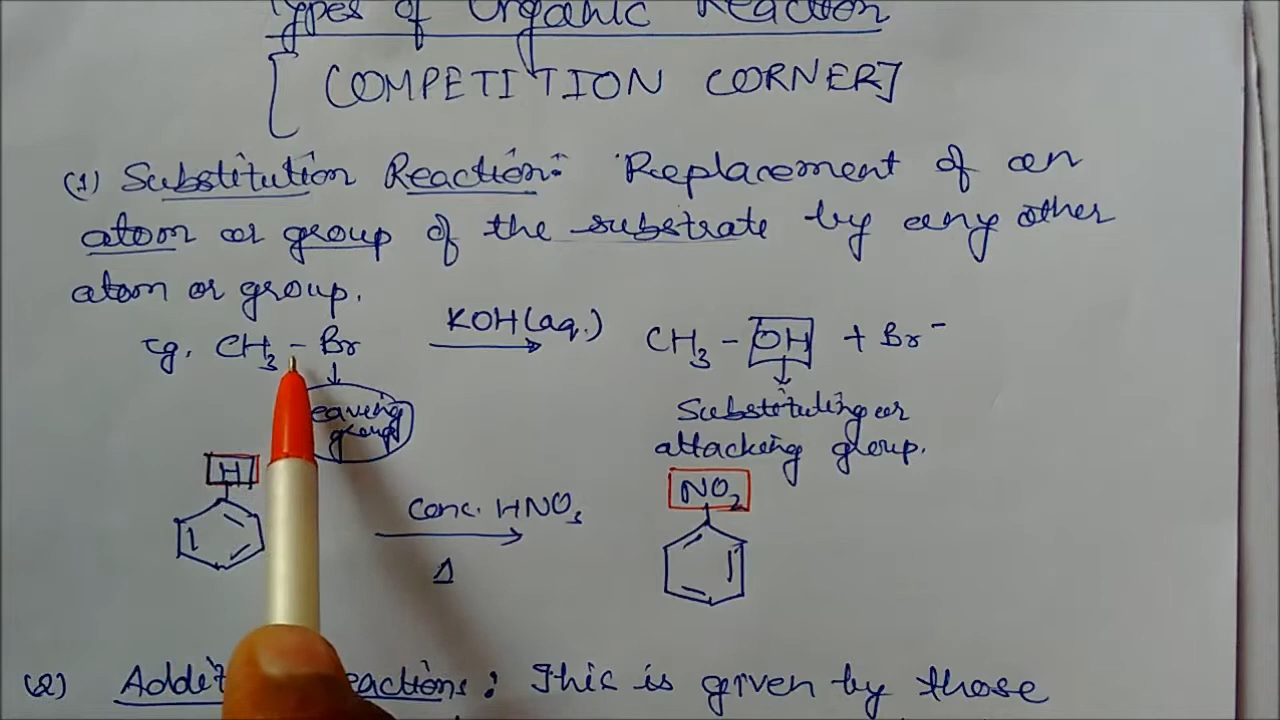 Types of Organic Reaction
[COMPETITION CORNER]
(1) Substitution Reaction: Replacement of an
atom or group of the substrate by any other
atom or group.
eg. CH3 - Br KOH(aq.) CH3 - OH + Br-
leaving group
Substituting or
attacking group.
H
Conc. HNO3
Δ
NO2
(2) Reactions: This is given by those